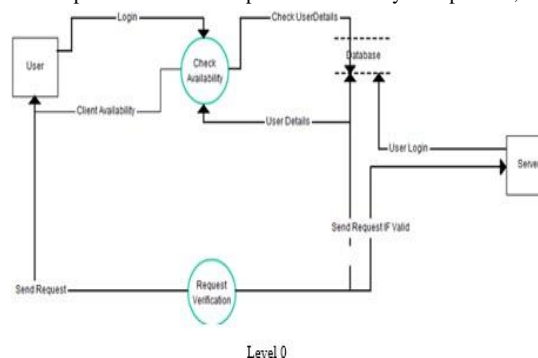 Login
Check UserDetails
User
Check
Availability
Database
Client Availability
User Details
User Login
Server
Send Request IF Valid
Send Request
Request
Verification
Level 0